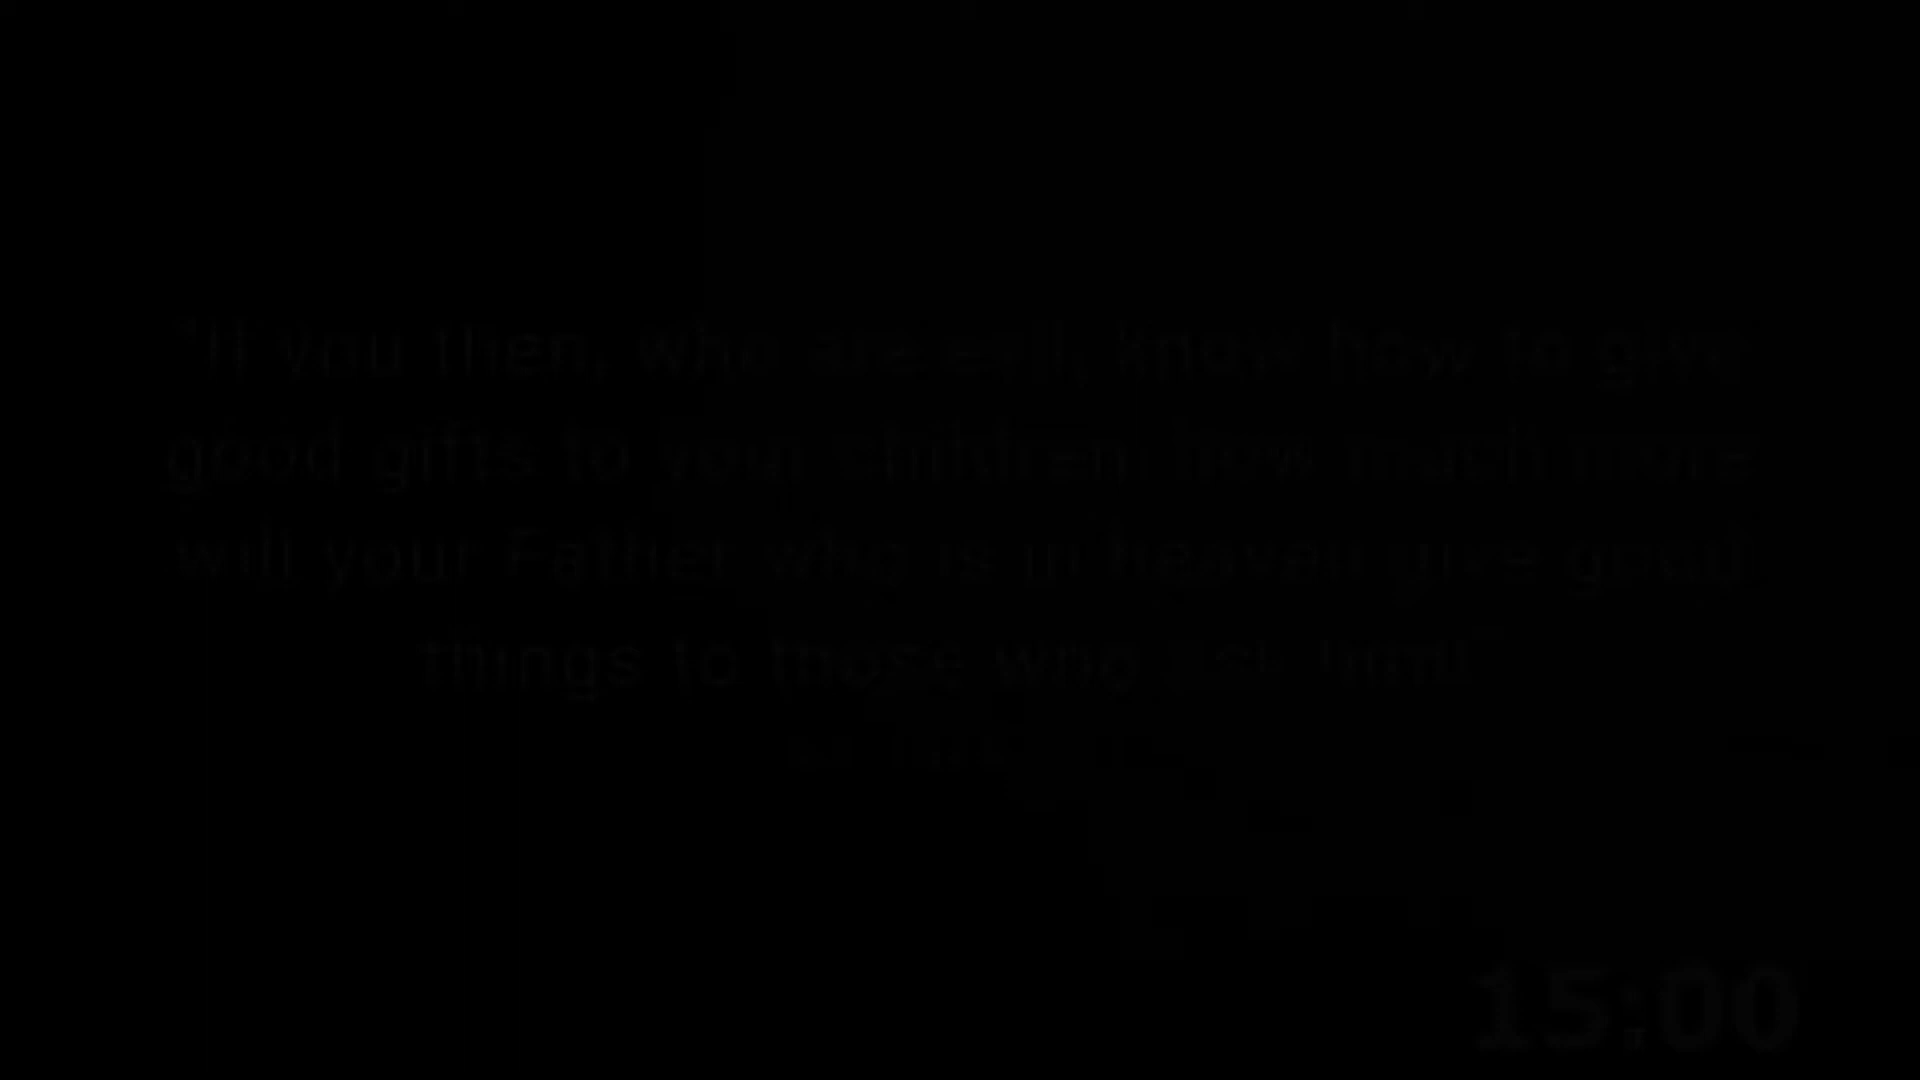 "If you then, who are evil, know how to give
good gifts to your children, how much more
will your Father who is in heaven give good
things to those who ask him!"
15:00